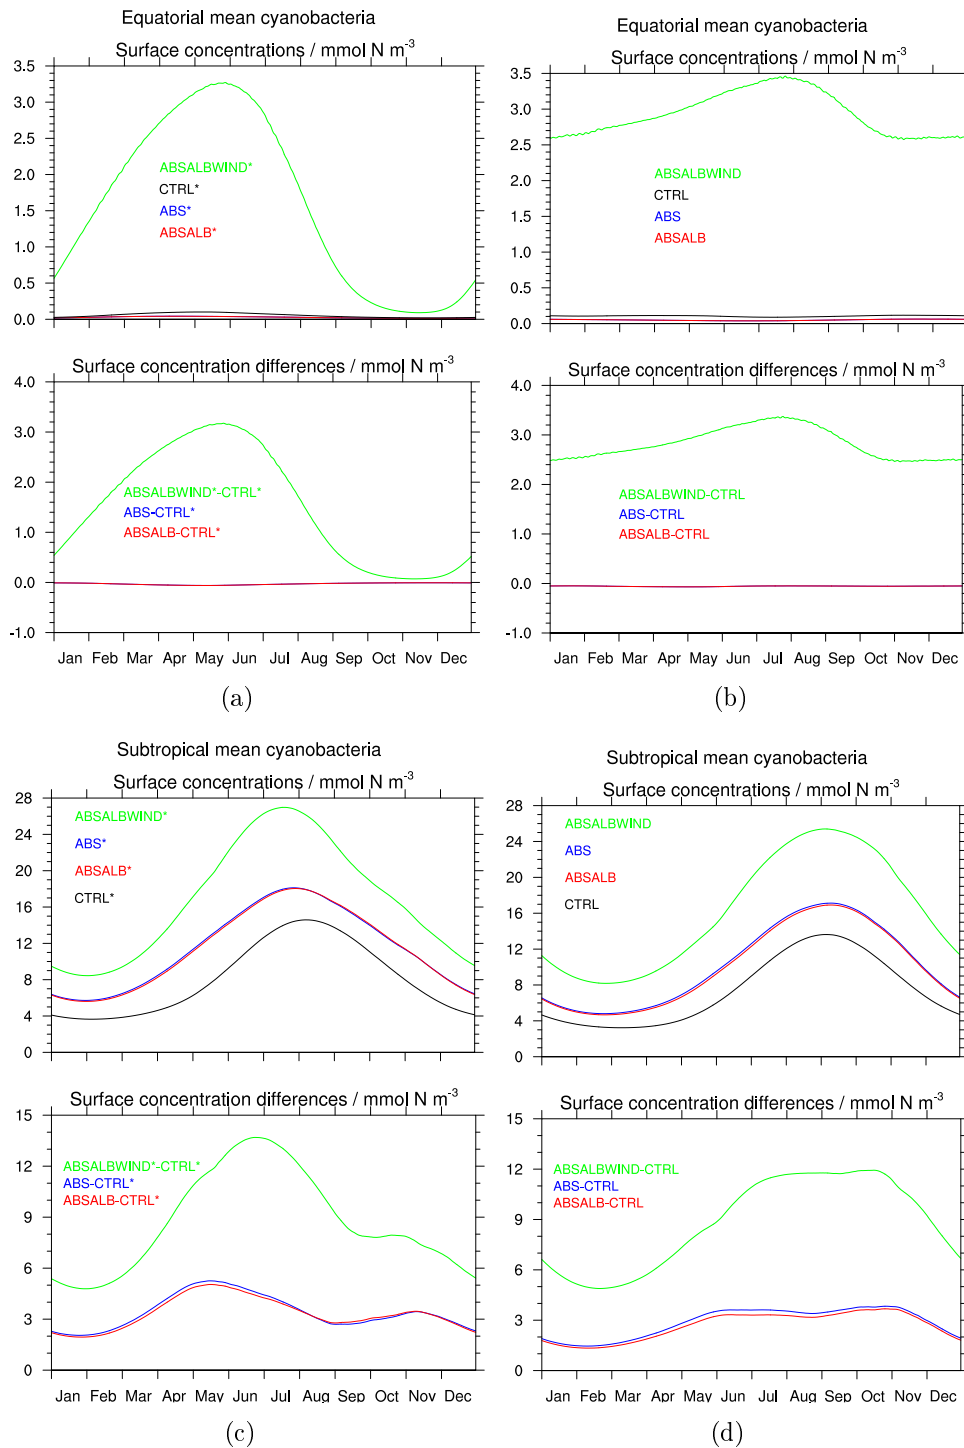 Equatorial mean cyanobacteria
Surface concentrations / mmol N m-3
3.5
3.0
2.5
2.0
1.5
1.0
0.5
0.0
ABSALBWIND*
CTRL*
ABS*
ABSALB*
Surface concentration differences / mmol N m-3
4.0
3.0
2.0
1.0
0.0
-1.0
ABSALBWIND*-CTRL*
ABS-CTRL*
ABSALB-CTRL*
Jan Feb Mar Apr May Jun Jul Aug Sep Oct Nov Dec
(a)
Equatorial mean cyanobacteria
Surface concentrations / mmol N m-3
3.5
3.0
2.5
2.0
1.5
1.0
0.5
0.0
ABSALBWIND
CTRL
ABS
ABSALB
Surface concentration differences / mmol N m-3
4.0
3.0
2.0
1.0
0.0
-1.0
ABSALBWIND-CTRL
ABS-CTRL
ABSALB-CTRL
Jan Feb Mar Apr May Jun Jul Aug Sep Oct Nov Dec
(b)
Subtropical mean cyanobacteria
Surface concentrations / mmol N m-3
28
24
20
16
12
8
4
0
ABSALBWIND*
ABS*
ABSALB*
CTRL*
Surface concentration differences / mmol N m-3
15
12
9
6
3
0
ABSALBWIND*-CTRL*
ABS-CTRL*
ABSALB-CTRL*
Jan Feb Mar Apr May Jun Jul Aug Sep Oct Nov Dec
(c)
Subtropical mean cyanobacteria
Surface concentrations / mmol N m-3
28
24
20
16
12
8
4
0
ABSALBWIND
ABS
ABSALB
CTRL
Surface concentration differences / mmol N m-3
15
12
9
6
3
0
ABSALBWIND-CTRL
ABS-CTRL
ABSALB-CTRL
Jan Feb Mar Apr May Jun Jul Aug Sep Oct Nov Dec
(d)